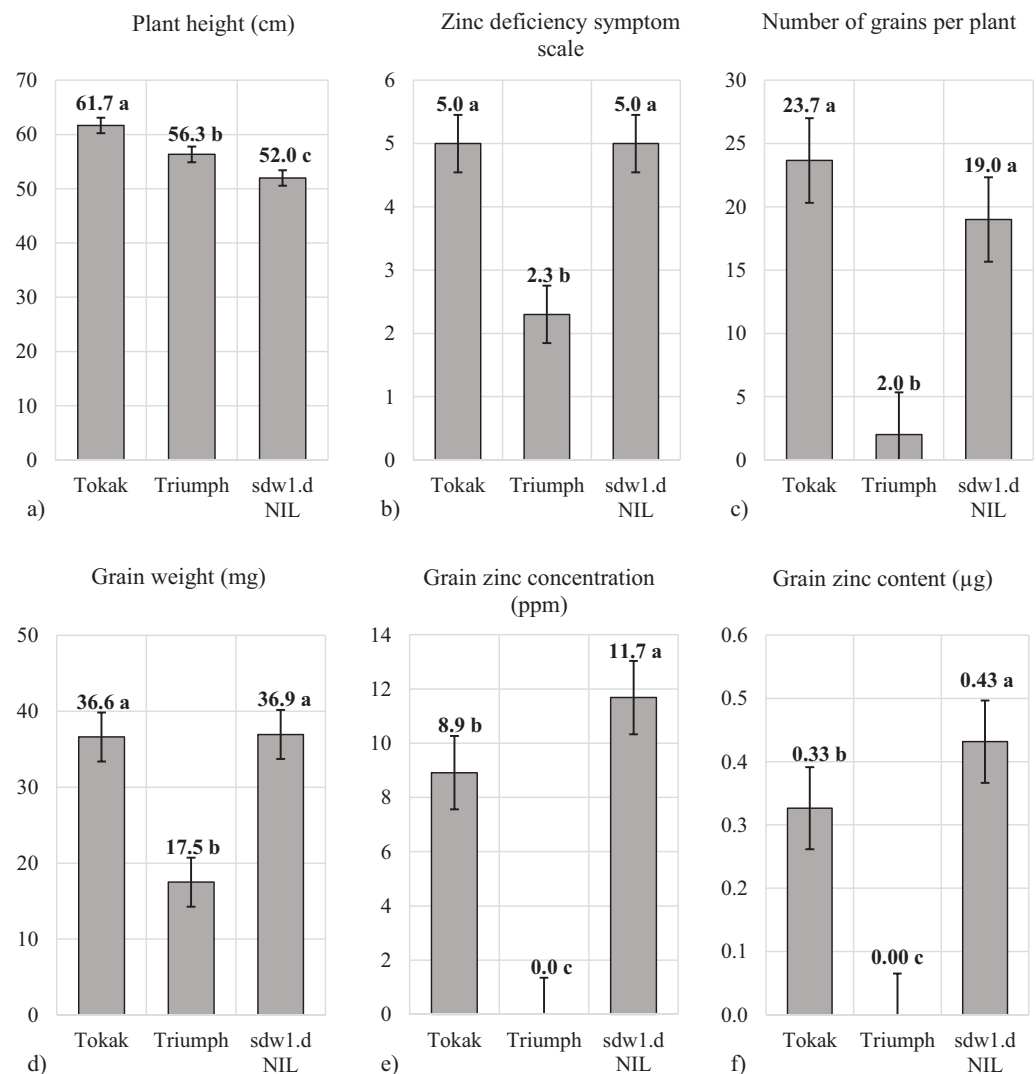 Plant height (cm)
70
60
50
40
30
20
10
0
61.7 a
56.3 b
52.0 c
Tokak
Triumph
sdw1.d
NIL
a)
Zinc deficiency symptom
scale
6
5
4
3
2
1
0
5.0 a
2.3 b
5.0 a
Tokak
Triumph
sdw1.d
NIL
b)
Number of grains per plant
30
25
20
15
10
5
0
23.7 a
2.0 b
19.0 a
Tokak
Triumph
sdw1.d
NIL
c)
Grain weight (mg)
50
40
30
20
10
0
36.6 a
17.5 b
36.9 a
Tokak
Triumph
sdw1.d
NIL
d)
Grain zinc concentration
(ppm)
14
12
10
8
6
4
2
0
8.9 b
0.0 c
11.7 a
Tokak
Triumph
sdw1.d
NIL
e)
Grain zinc content (µg)
0.6
0.5
0.4
0.3
0.2
0.1
0.0
0.33 b
0.00 c
0.43 a
Tokak
Triumph
sdw1.d
NIL
f)